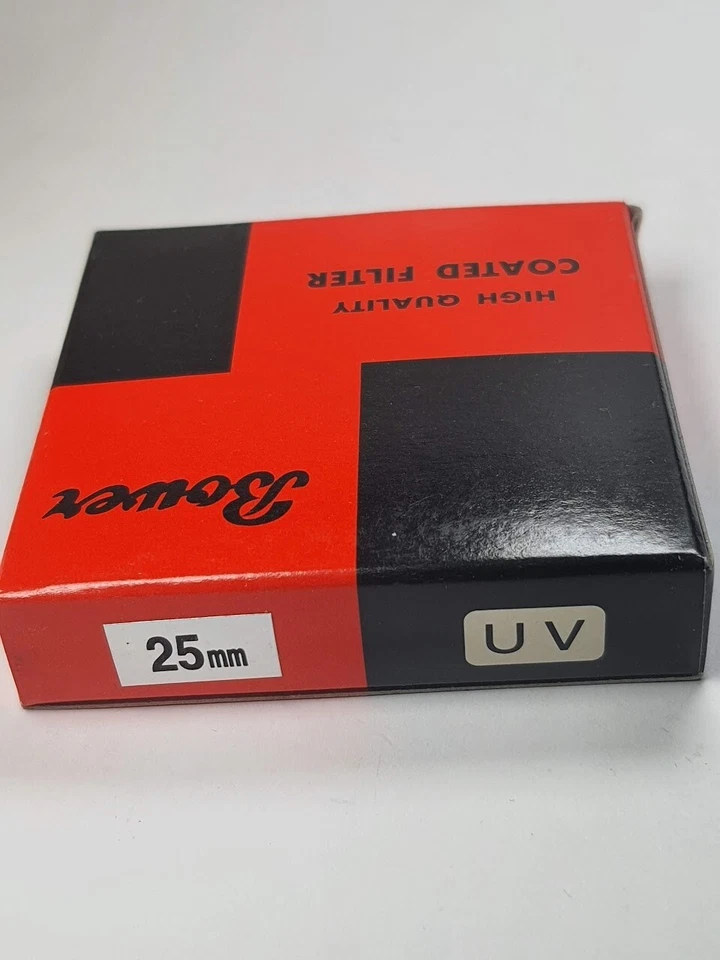 HIGH QUALITY
COATED FILTER
Bower
25mm
UV